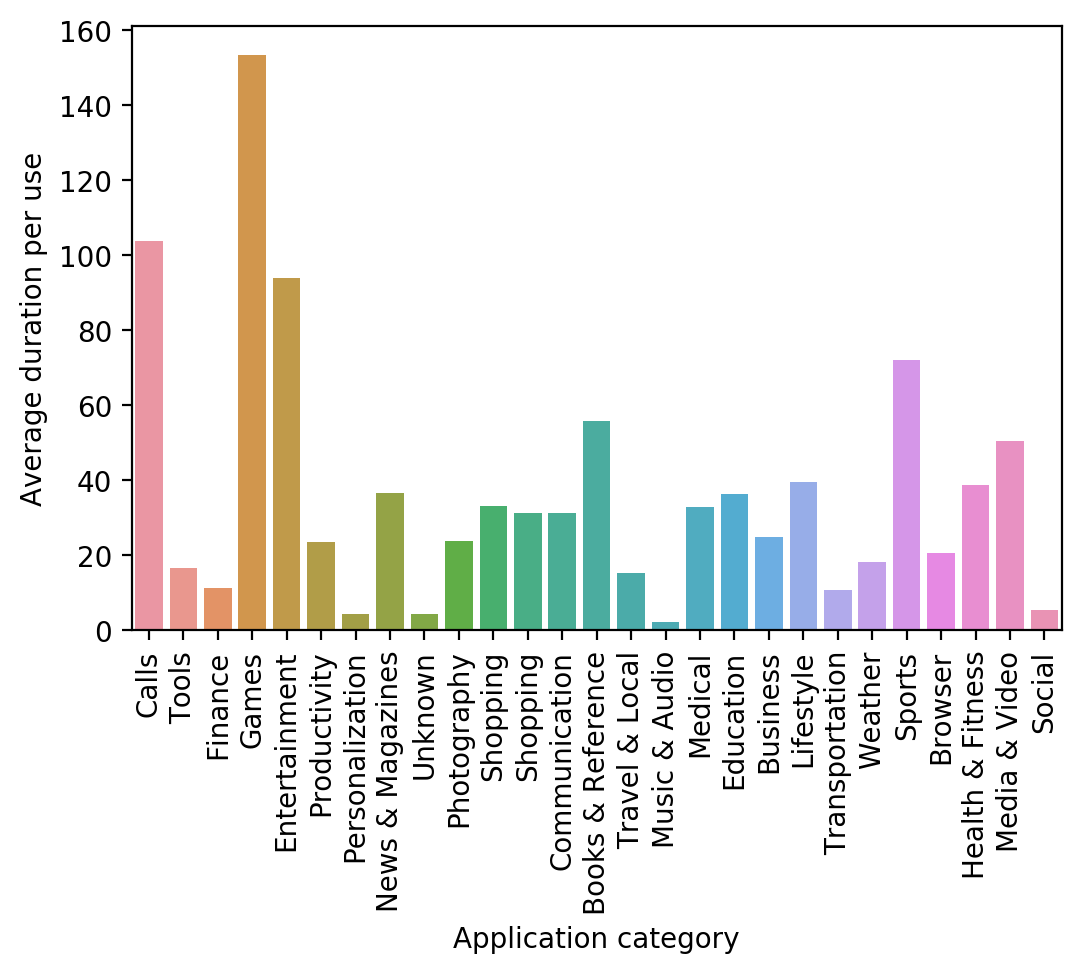 160
140
120
100
80
60
40
20
0
Average duration per use
Calls
Tools
Finance
Games
Entertainment
Productivity
Personalization
News & Magazines
Unknown
Photography
Shopping
Shopping
Communication
Books & Reference
Travel & Local
Music & Audio
Medical
Education
Business
Lifestyle
Transportation
Weather
Sports
Browser
Health & Fitness
Media & Video
Social
Application category